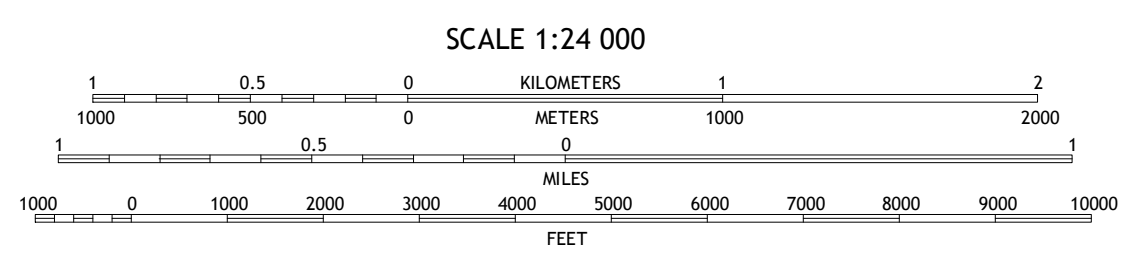 SCALE 1:24 000
1 0.5 0 KILOMETERS 1 2
1000 500 0 METERS 1000 2000
1 0.5 0 1
MILES
1000 0 1000 2000 3000 4000 5000 6000 7000 8000 9000 10000
FEET